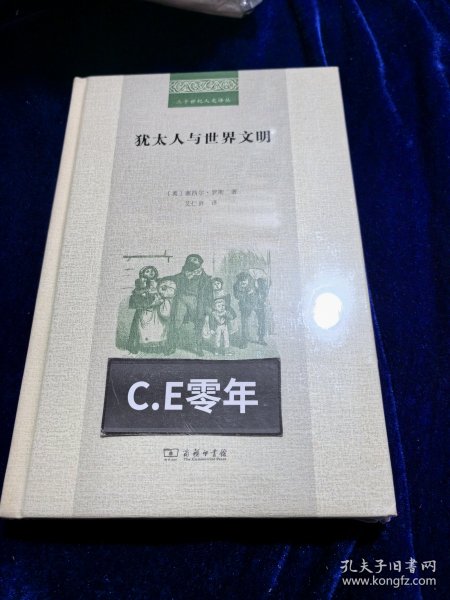 二十世纪人文译丛
犹太人与世界文明
〔英〕塞西尔·罗斯 著
艾仁贵 译
C.E零年
商务印书馆
The Commercial Press
孔夫子旧书网
www.kongfz.com